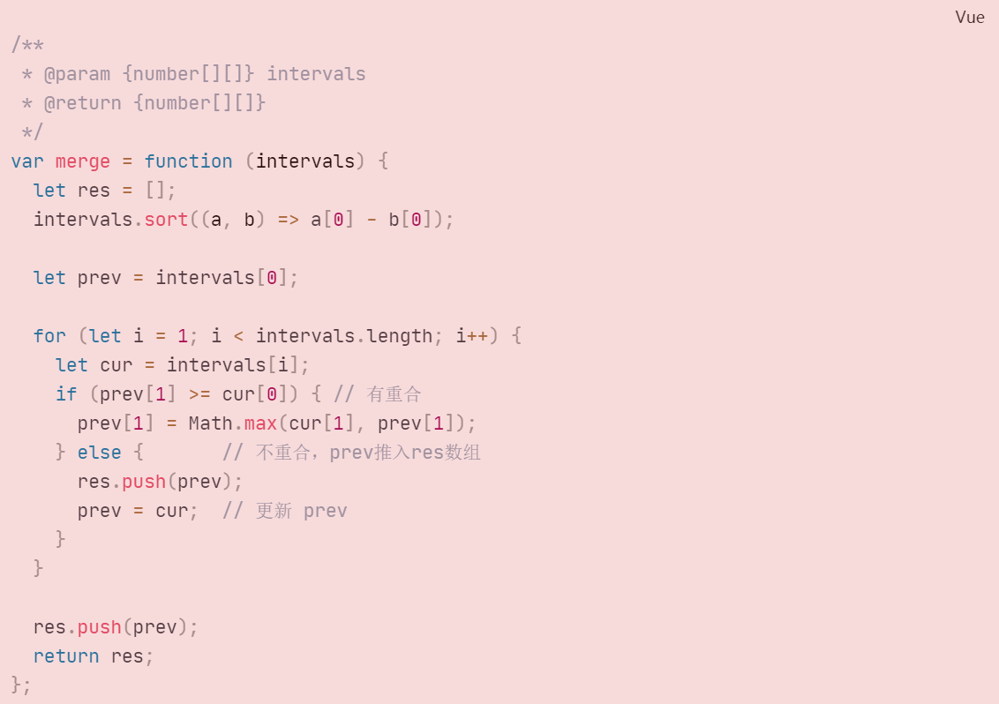 Vue
/**
 * @param {number[][]} intervals
 * @return {number[][]}
 */
var merge = function (intervals) {
  let res = [];
  intervals.sort((a, b) => a[0] - b[0]);

  let prev = intervals[0];

  for (let i = 1; i < intervals.length; i++) {
    let cur = intervals[i];
    if (prev[1] >= cur[0]) { // 有重合
      prev[1] = Math.max(cur[1], prev[1]);
    } else {       // 不重合，prev推入res数组
      res.push(prev);
      prev = cur;  // 更新 prev
    }
  }

  res.push(prev);
  return res;
};